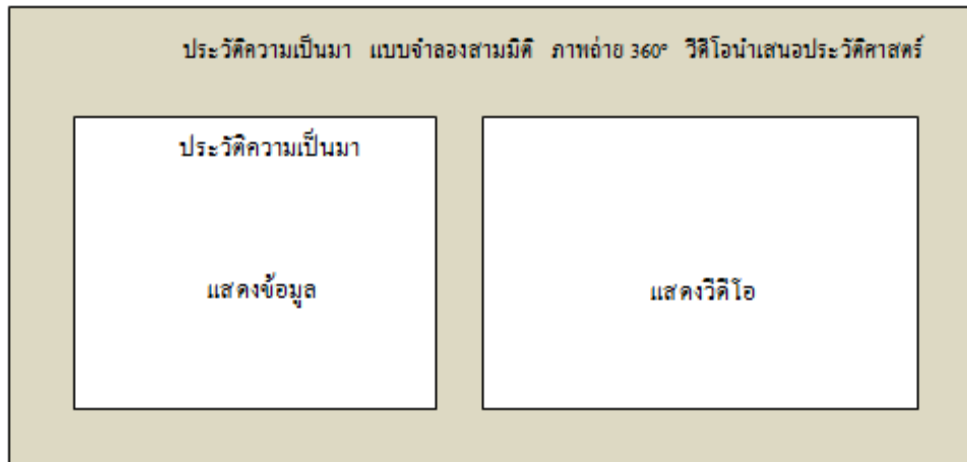 ประวัติความเป็นมา แบบจำลองสามมิติ ภาพถ่าย 360° วีดีโอนำเสนอประวัติศาสตร์
ประวัติความเป็นมา
แสดงข้อมูล
แสดงวีดีโอ